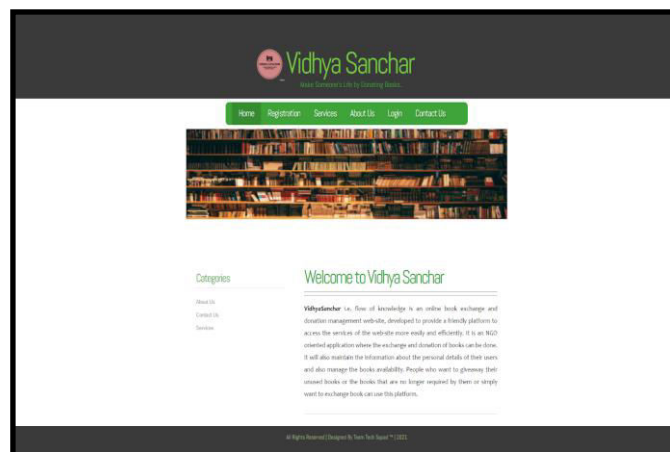 Vidhya Sanchar
Make Someone's Life by Donating Books.
Home Registration Services About Us Login Contact Us
Categories
About Us
Contact Us
Services
Welcome to Vidhya Sanchar
VidhyaSanchar i.e. flow of knowledge is an online book exchange and
donation management web-site, developed to provide a friendly platform to
access the services of the web-site more easily and efficiently. It is an NGO
oriented application where the exchange and donation of books can be done.
It will also maintain the information about the personal details of their users
and also manage the books availability. People who want to giveaway their
unused books or the books that are no longer required by them or simply
want to exchange book can use this platform.
All Rights Reserved | Designed By Team Tech Squad™ | 2021.